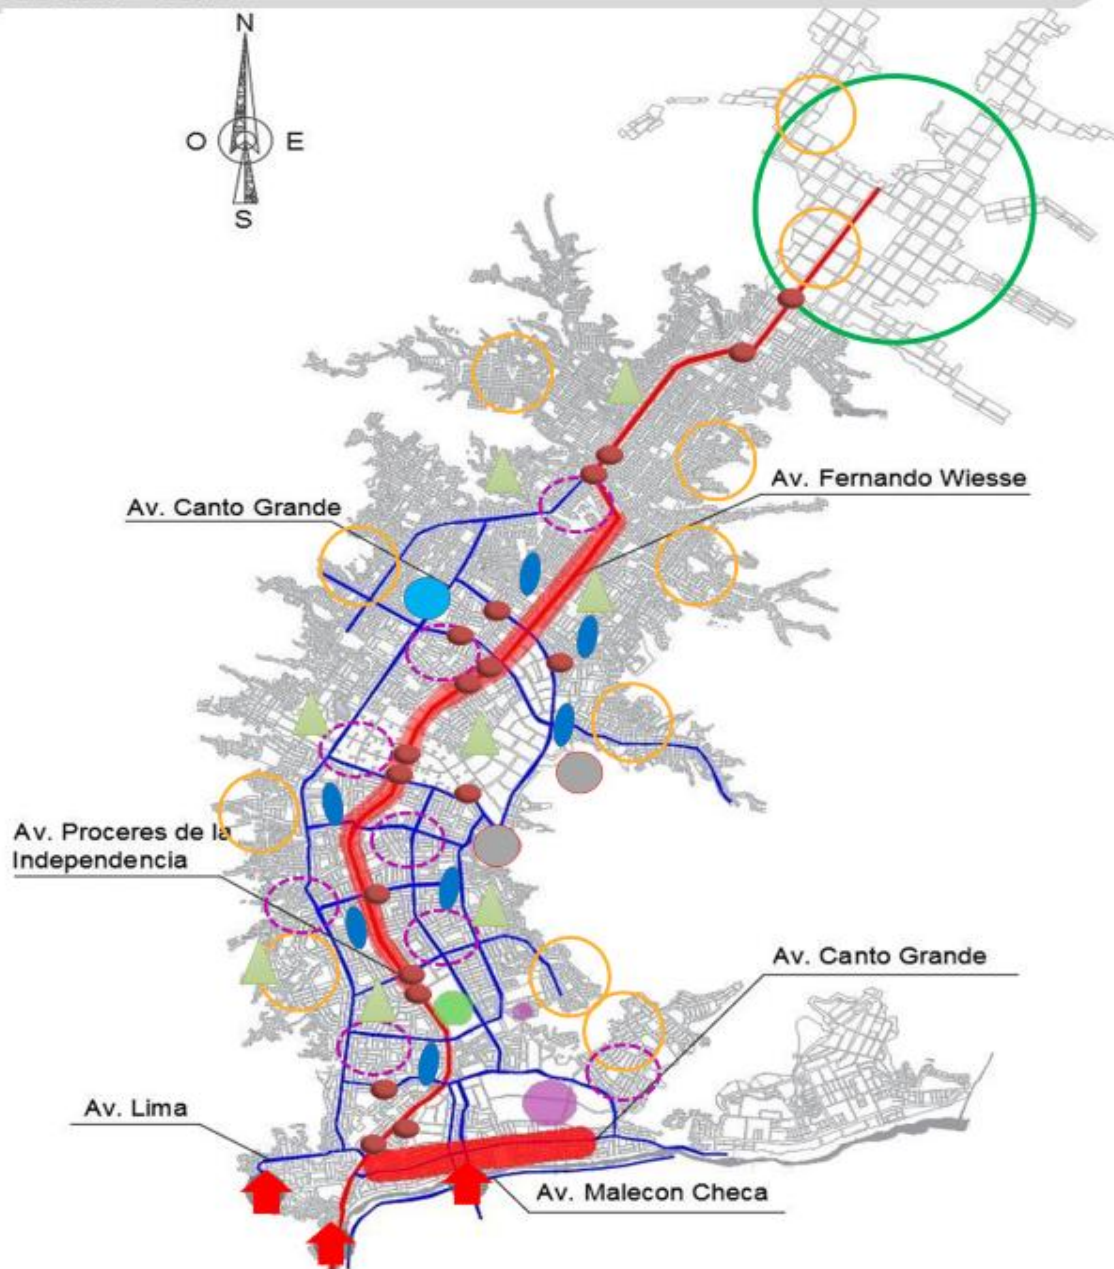 N
O E
S
Av. Fernando Wiesse
Av. Canto Grande
Av. Proceres de la
Independencia
Av. Canto Grande
Av. Lima
Av. Malecon Checa